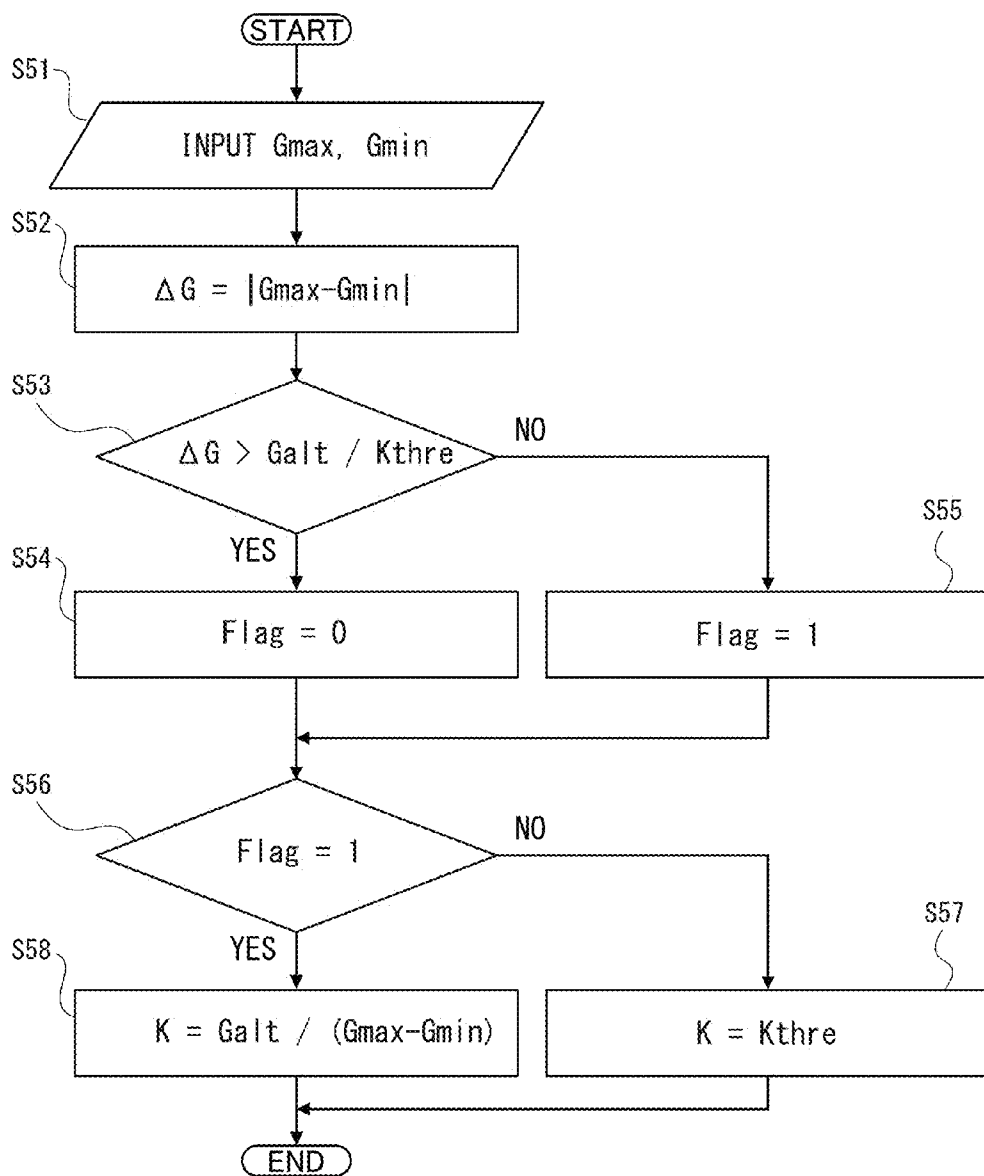 START
S51
INPUT Gmax, Gmin
S52
ΔG = |Gmax-Gmin|
S53
ΔG > Galt / Kthre
NO
YES
S54
Flag = 0
S55
Flag = 1
S56
Flag = 1
NO
YES
S58
K = Galt / (Gmax-Gmin)
S57
K = Kthre
END